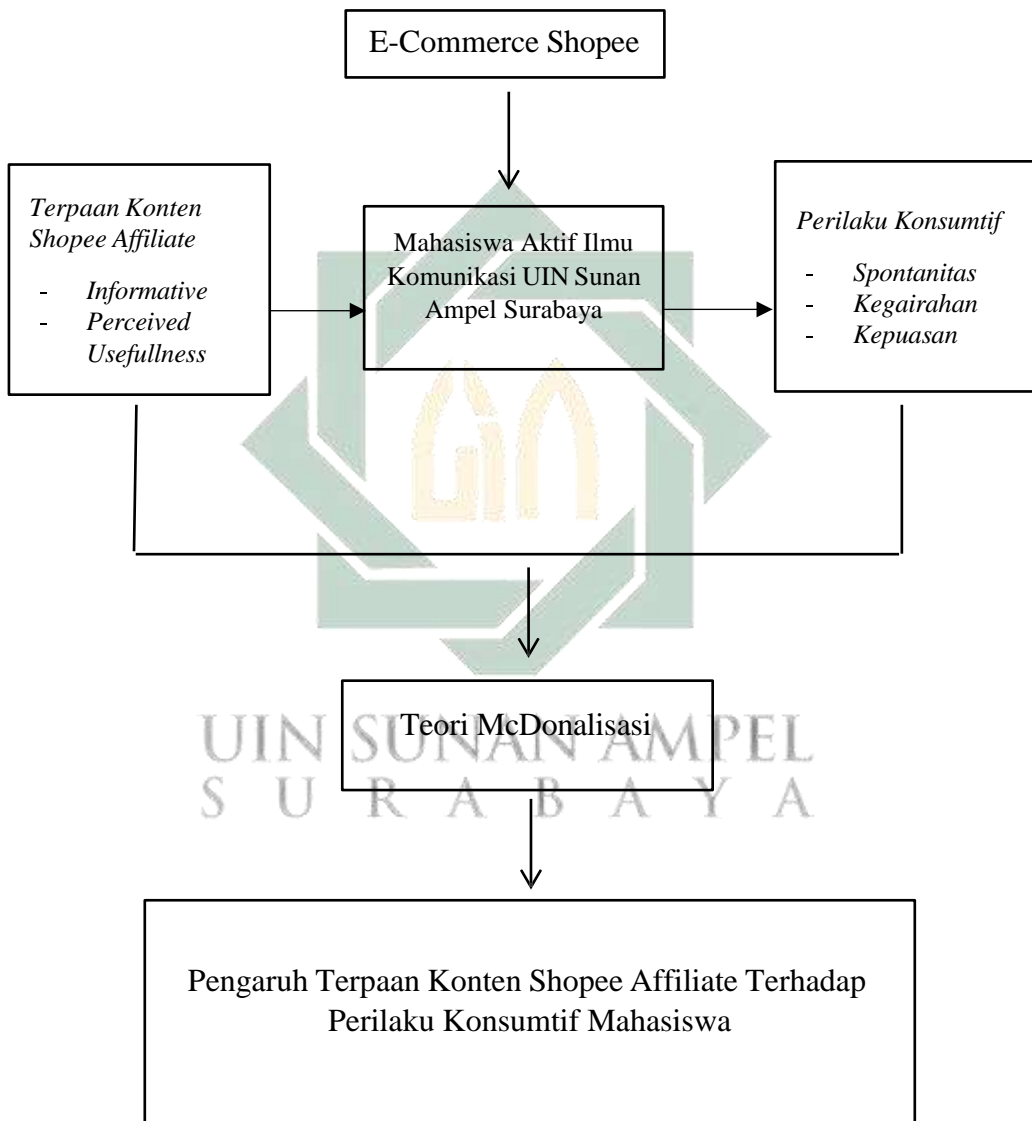 E-Commerce Shopee
Terpaan Konten
Shopee Affiliate
- Informative
- Perceived
Usefullness
Mahasiswa Aktif Ilmu
Komunikasi UIN Sunan
Ampel Surabaya
Perilaku Konsumtif
- Spontanitas
- Kegairahan
- Kepuasan
Teori McDonalisasi
UIN SUNAN AMPEL
SURABAYA
Pengaruh Terpaan Konten Shopee Affiliate Terhadap
Perilaku Konsumtif Mahasiswa